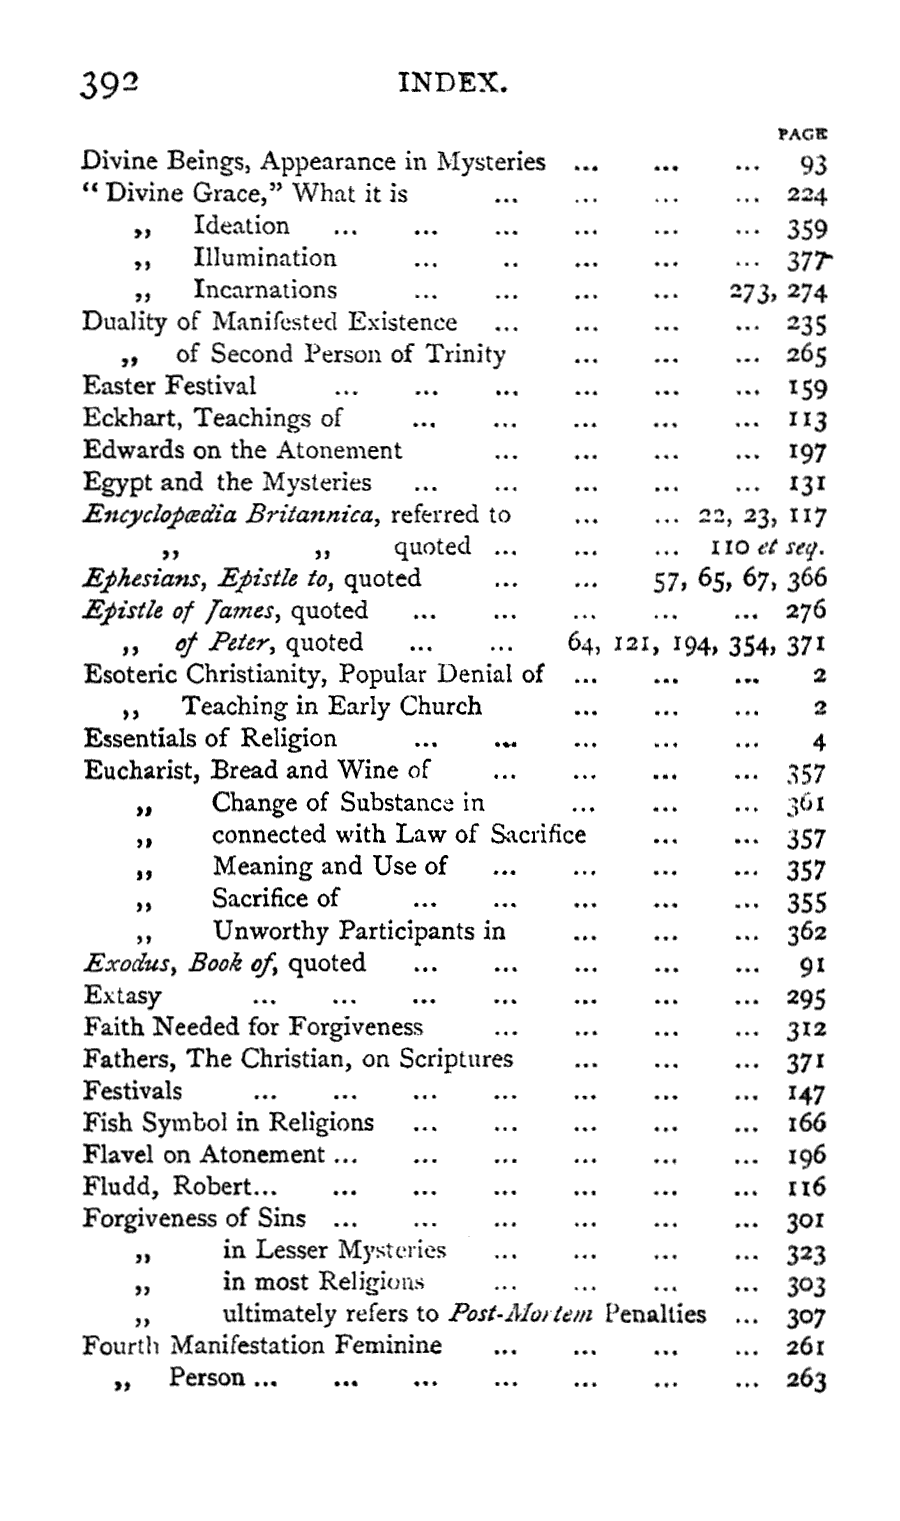 392 INDEX.
PAGE
Divine Beings, Appearance in Mysteries ... ... ... 93
“ Divine Grace,” What it is ... ... ... ... 224
„ Ideation ... ... ... ... ... ... 359
„ Illumination ... .. ... ... ... 377
„ Incarnations ... ... ... ... 273, 274
Duality of Manifested Existence ... ... ... ... 235
„ of Second Person of Trinity ... ... ... 265
Easter Festival ... ... ... ... ... ... 159
Eckhart, Teachings of ... ... ... ... ... 113
Edwards on the Atonement ... ... ... ... 197
Egypt and the Mysteries ... ... ... ... ... 131
Encyclopædia Britannica, referred to ... ... 22, 23, 117
„ „ quoted ... ... ... 110 et seq.
Ephesians, Epistle to, quoted ... ... 57, 65, 67, 366
Epistle of James, quoted ... ... ... ... ... 276
„ of Peter, quoted ... ... 64, 121, 194, 354, 371
Esoteric Christianity, Popular Denial of ... ... ... 2
„ Teaching in Early Church ... ... ... 2
Essentials of Religion ... ... ... ... ... 4
Eucharist, Bread and Wine of ... ... ... ... 357
„ Change of Substance in ... ... ... 361
„ connected with Law of Sacrifice ... ... 357
„ Meaning and Use of ... ... ... ... 357
„ Sacrifice of ... ... ... ... ... 355
„ Unworthy Participants in ... ... ... 362
Exodus, Book of, quoted ... ... ... ... ... 91
Extasy ... ... ... ... ... ... ... 295
Faith Needed for Forgiveness ... ... ... ... 312
Fathers, The Christian, on Scriptures ... ... ... 371
Festivals ... ... ... ... ... ... ... 147
Fish Symbol in Religions ... ... ... ... ... 166
Flavel on Atonement ... ... ... ... ... ... 196
Fludd, Robert... ... ... ... ... ... ... 116
Forgiveness of Sins ... ... ... ... ... ... 301
„ in Lesser Mysteries ... ... ... ... 323
„ in most Religions ... ... ... ... 303
„ ultimately refers to Post-Mortem Penalties ... 307
Fourth Manifestation Feminine ... ... ... ... 261
„ Person ... ... ... ... ... ... ... 263